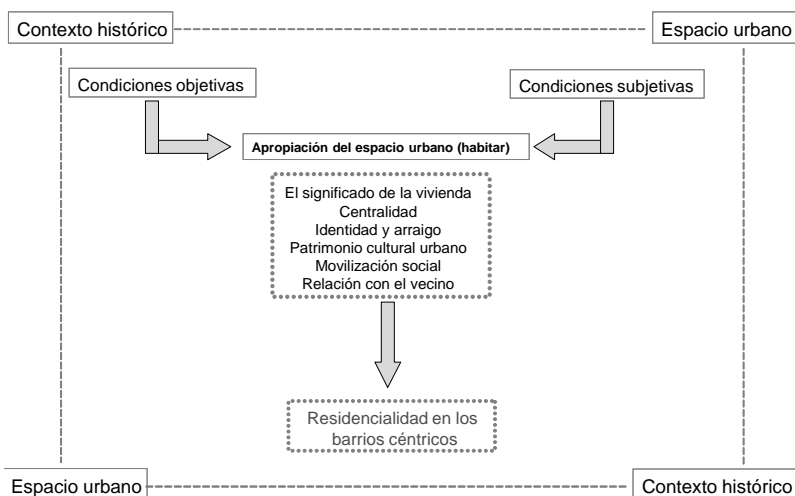 Contexto histórico
Espacio urbano
Condiciones objetivas
Condiciones subjetivas
Apropiación del espacio urbano (habitar)
El significado de la vivienda
Centralidad
Identidad y arraigo
Patrimonio cultural urbano
Movilización social
Relación con el vecino
Residencialidad en los
barrios céntricos
Espacio urbano
Contexto histórico